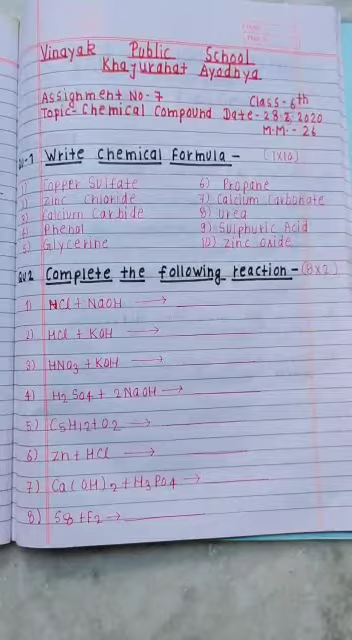 Vinayak Public School
Khajurahat Ayodhya
Assignment No-7 Class-6th
Topic-Chemical Compound Date-28.2.2020
M.M.- 26
Qu-1 Write Chemical Formula - (1X10)
1) Copper Sulfate 6) Propane
2) Zinc Chloride 7) Calcium Carbonate
3) Calcium Carbide 8) Urea
4) Phenol 9) Sulphuric Acid
5) Glycerine 10) Zinc Oxide
Qu2 Complete the following reaction - (8X2)
1) HCl + NaOH →
2) HCl + KOH →
3) HNO3 + KOH →
4) H2SO4 + 2NaOH →
5) C5H12+O2 →
6) Zn + HCl →
7) Ca(OH)2 + H3PO4 →
8) S8 + F2 →